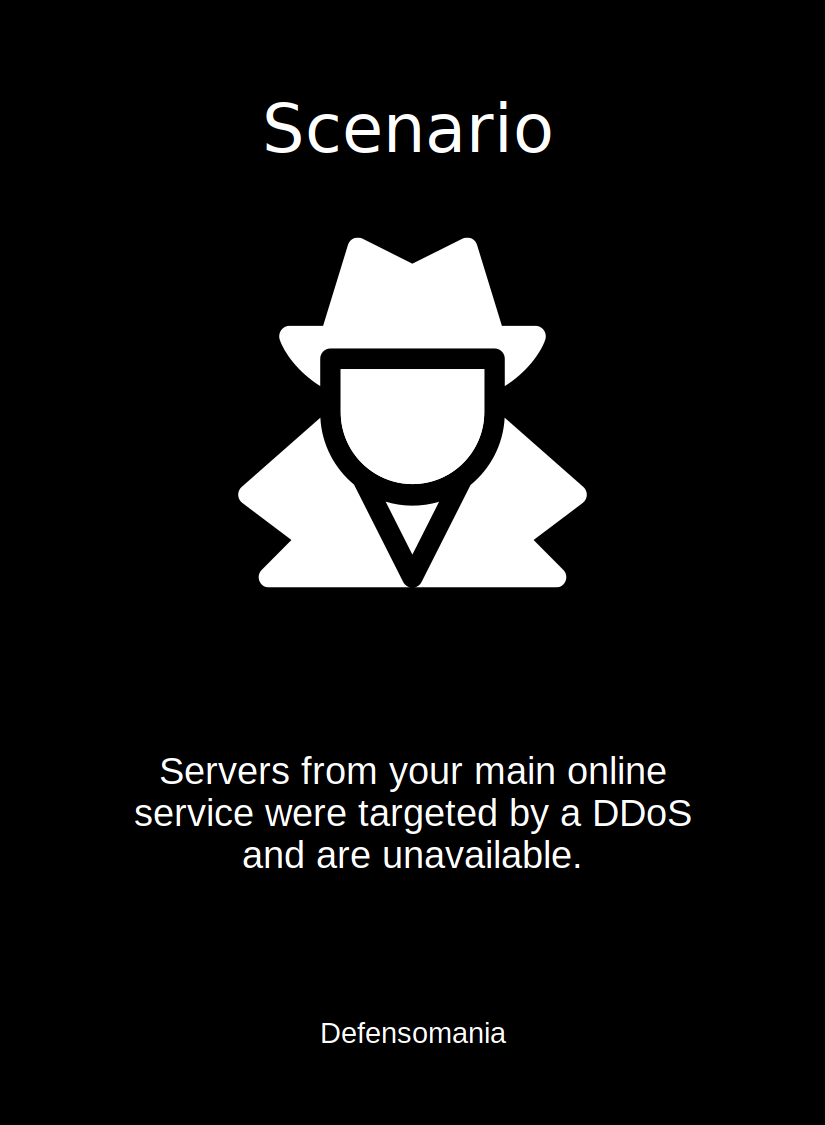 Scenario
Servers from your main online
service were targeted by a DDoS
and are unavailable.
Defensomania